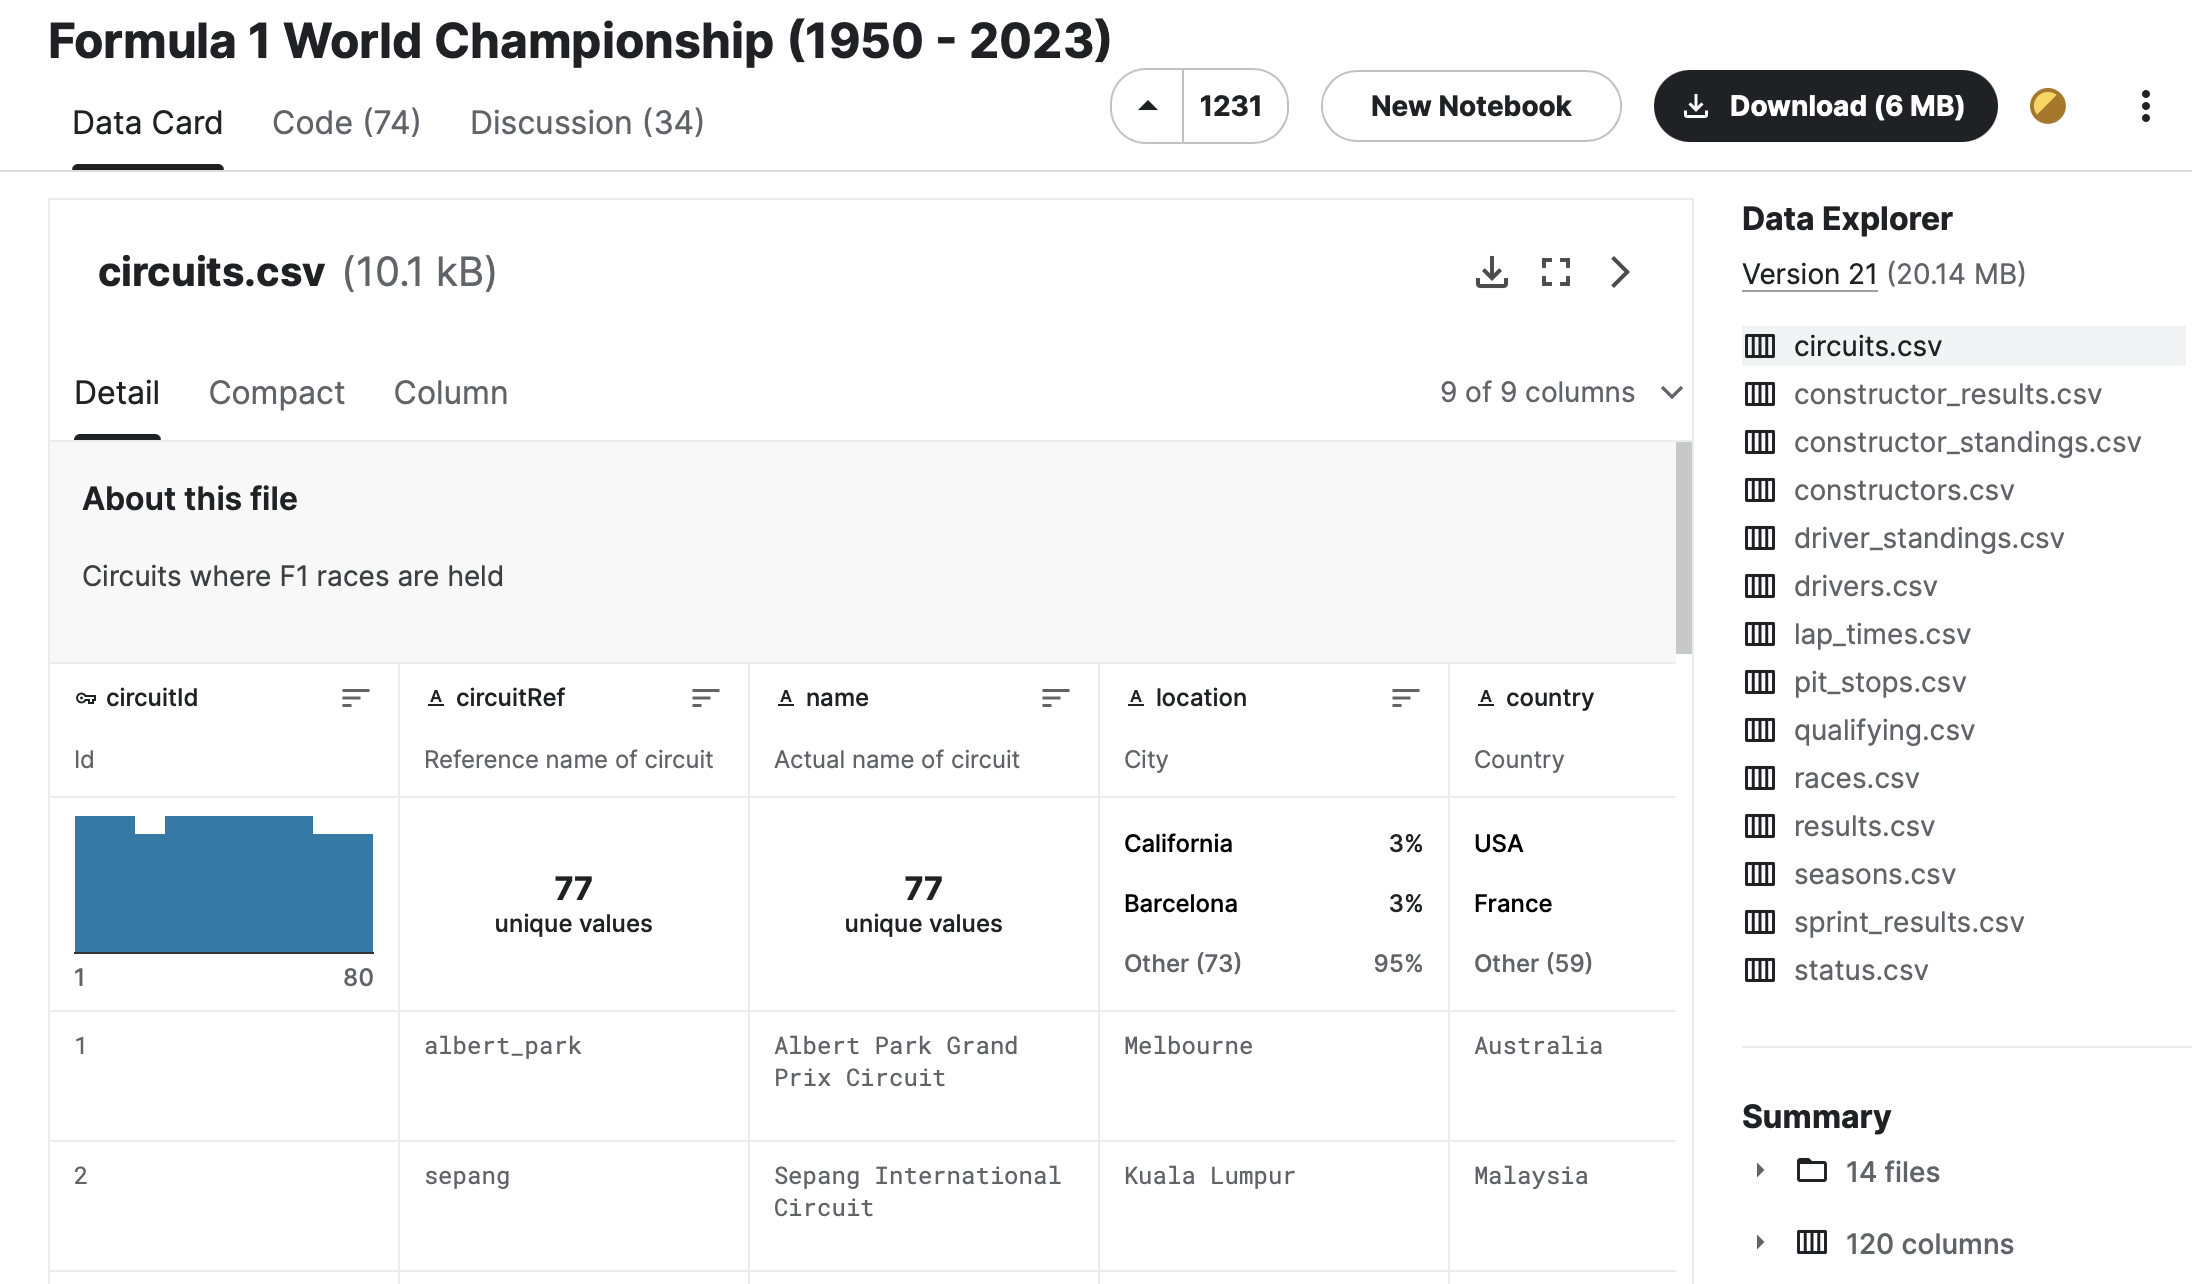 Formula 1 World Championship (1950 - 2023)
Data Card Code (74) Discussion (34)
1231 New Notebook Download (6 MB)
circuits.csv (10.1 kB)
Detail Compact Column 9 of 9 columns
About this file
Circuits where F1 races are held
circuitId circuitRef name location country
Id Reference name of circuit Actual name of circuit City Country
1 80
77
unique values
77
unique values
California 3%
Barcelona 3%
Other (73) 95%
USA
France
Other (59)
1 albert_park Albert Park Grand Melbourne Australia
Prix Circuit
2 sepang Sepang International Kuala Lumpur Malaysia
Circuit
Data Explorer
Version 21 (20.14 MB)
circuits.csv
constructor_results.csv
constructor_standings.csv
constructors.csv
driver_standings.csv
drivers.csv
lap_times.csv
pit_stops.csv
qualifying.csv
races.csv
results.csv
seasons.csv
sprint_results.csv
status.csv
Summary
14 files
120 columns